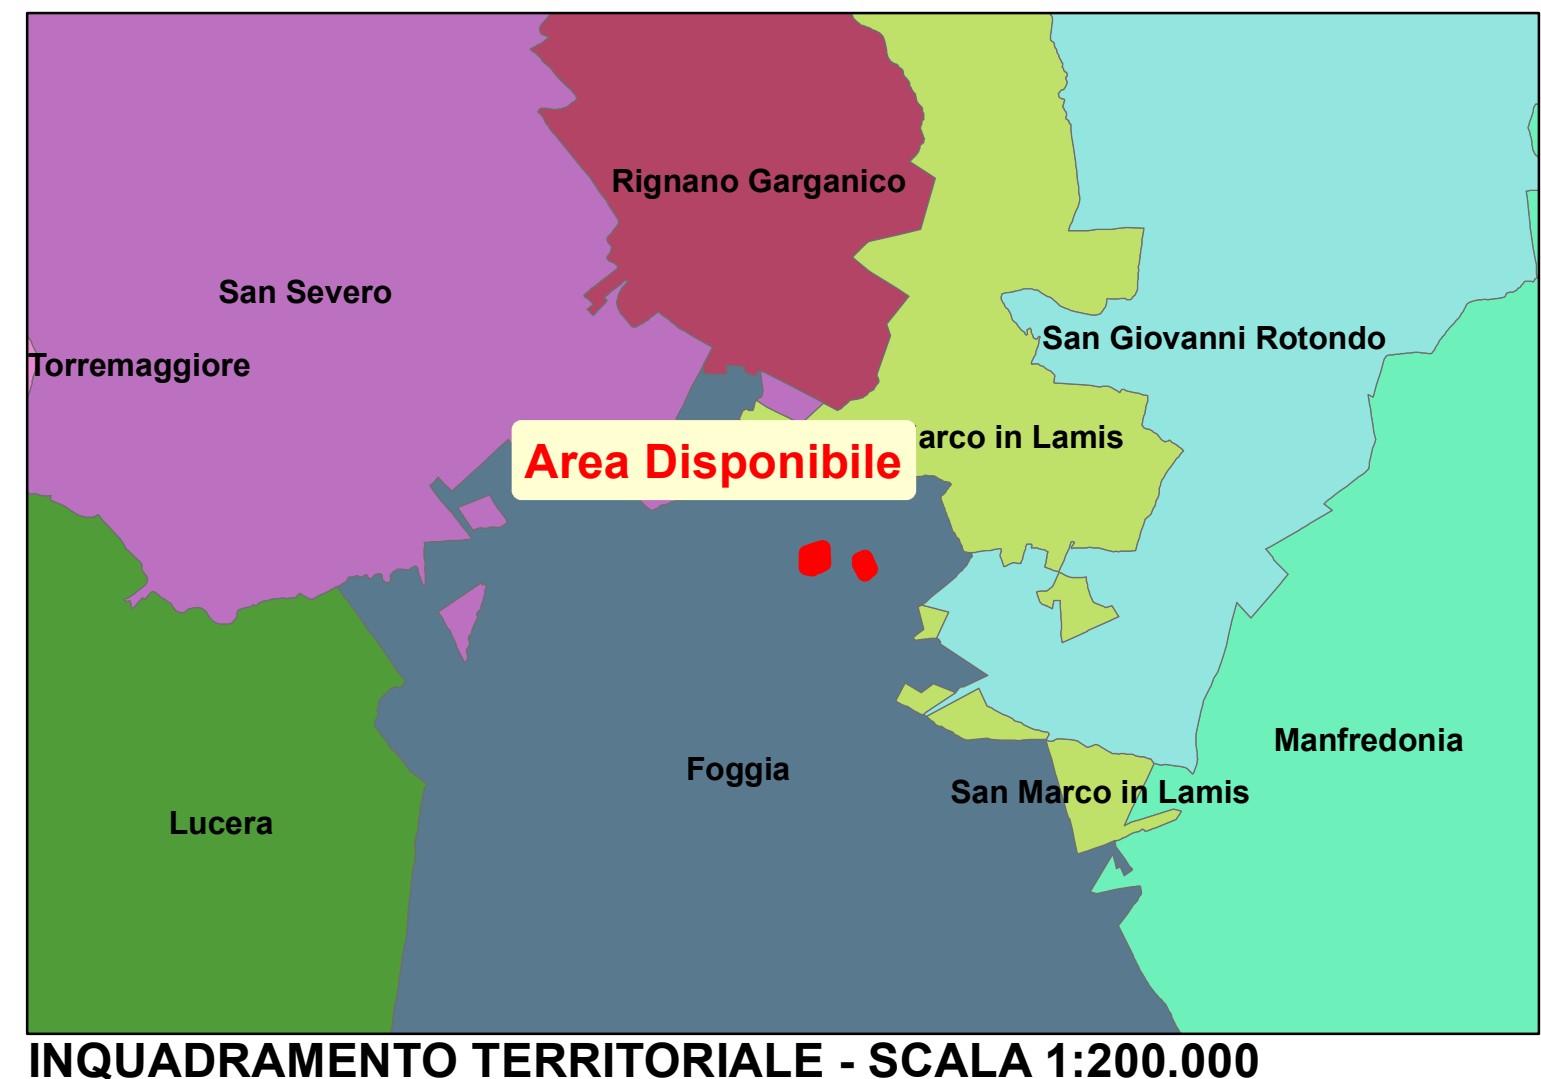 Rignano Garganico
San Severo
San Giovanni Rotondo
Torremaggiore
arco in Lamis
Area Disponibile
Manfredonia
Foggia
San Marco in Lamis
Lucera
INQUADRAMENTO TERRITORIALE - SCALA 1:200.000